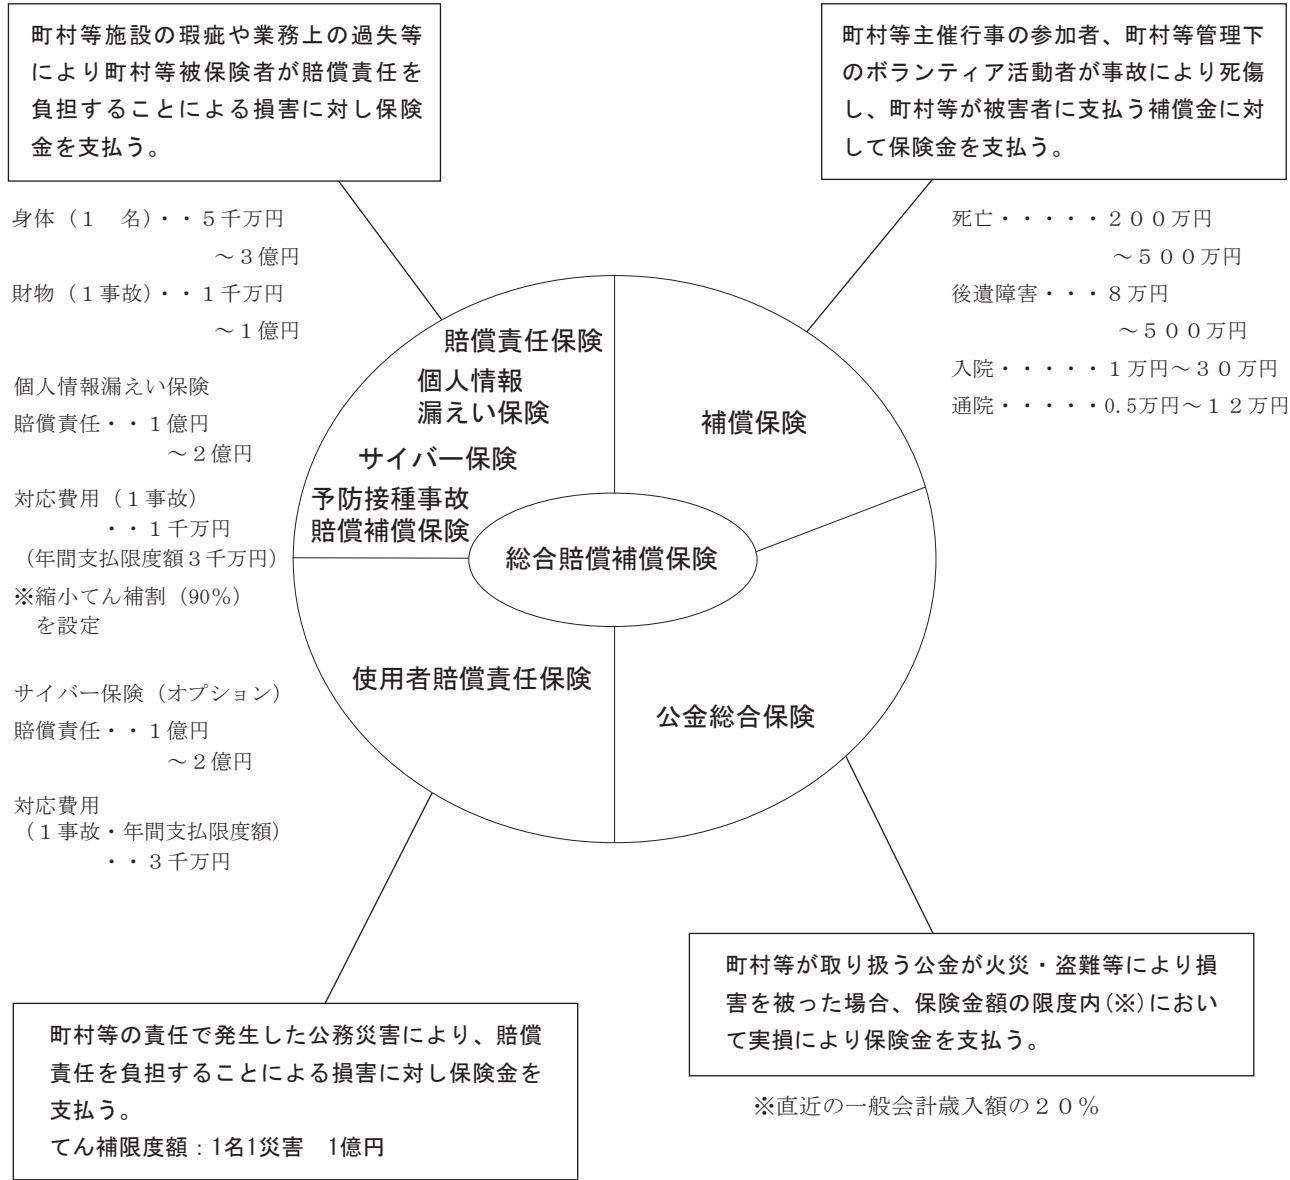 町村等施設の瑕疵や業務上の過失等
により町村等被保険者が賠償責任を
負担することによる損害に対し保険
金を支払う。
町村等主催行事の参加者、町村等管理下
のボランティア活動者が事故により死傷
し、町村等が被害者に支払う補償金に対
して保険金を支払う。
身体（１　名）・・５千万円
～３億円
財物（１事故）・・１千万円
～１億円
個人情報漏えい保険
賠償責任・・１億円
～２億円
対応費用（１事故）
・・１千万円
（年間支払限度額３千万円）
※縮小てん補割（90％）
を設定
サイバー保険（オプション）
賠償責任・・１億円
～２億円
対応費用
（１事故・年間支払限度額）
・・３千万円
死亡・・・・・２００万円
～５００万円
後遺障害・・・８万円
～５００万円
入院・・・・・１万円～３０万円
通院・・・・・0.5万円～１２万円
賠償責任保険
個人情報
漏えい保険
サイバー保険
予防接種事故
賠償補償保険
補償保険
総合賠償補償保険
使用者賠償責任保険
公金総合保険
町村等の責任で発生した公務災害により、賠償
責任を負担することによる損害に対し保険金を
支払う。
てん補限度額：1名1災害　1億円
町村等が取り扱う公金が火災・盗難等により損
害を被った場合、保険金額の限度内(※)におい
て実損により保険金を支払う。
※直近の一般会計歳入額の２０％